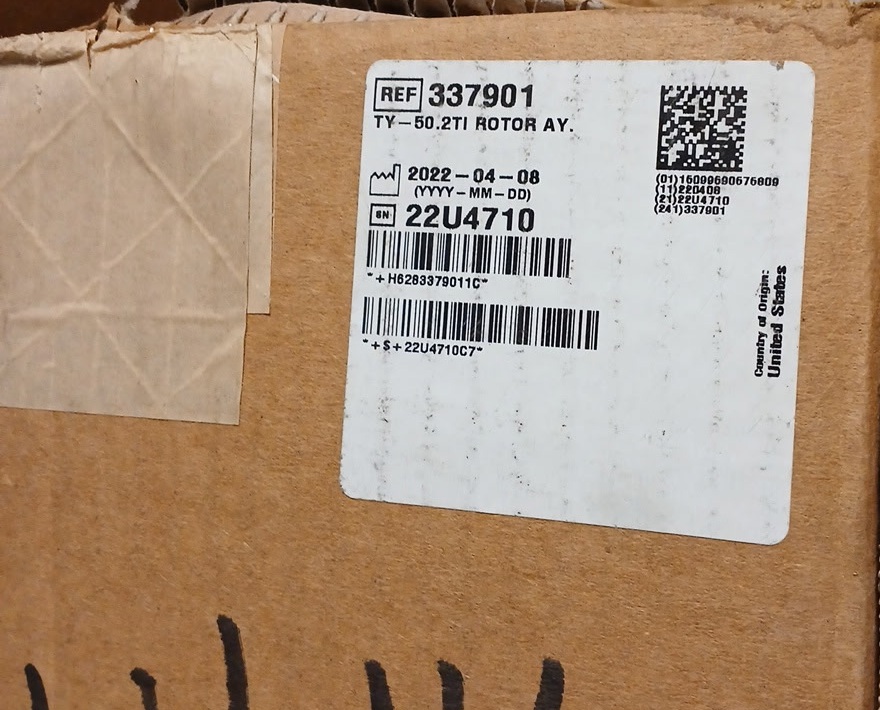 REF 337901
TY-50.2TI ROTOR AY.
2022-04-08
(YYYY-MM-DD)
SN 22U4710
*+H6283379011C*
*+$+22U4710C7*
(01)15099590675809
(11)220408
(21)22U4710
(241)337901
Country of Origin:
United States